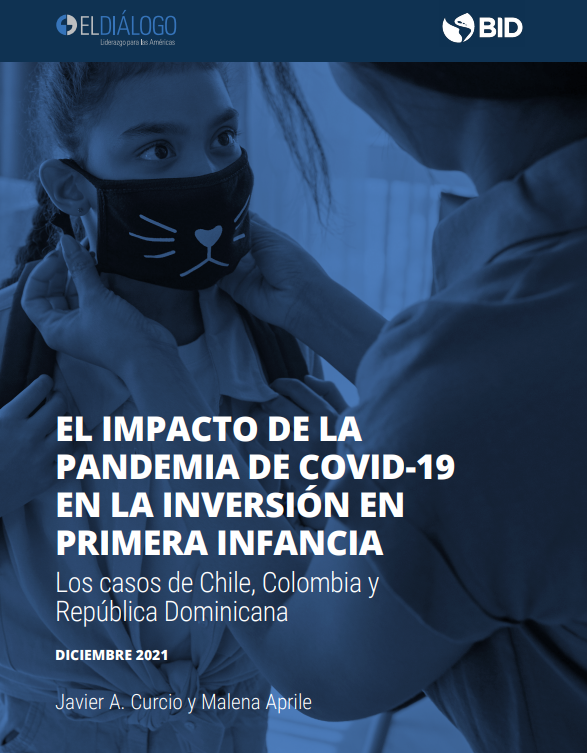 ELDIÁLOGO
Liderazgo para las Américas
BID
EL IMPACTO DE LA
PANDEMIA DE COVID-19
EN LA INVERSIÓN EN
PRIMERA INFANCIA
Los casos de Chile, Colombia y
República Dominicana
DICIEMBRE 2021
Javier A. Curcio y Malena Aprile